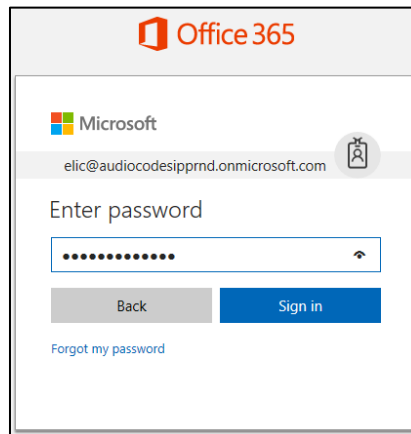 Office 365
Microsoft
elic@audiocodesipprnd.onmicrosoft.com
Enter password
•••••••••••••
Back Sign in
Forgot my password